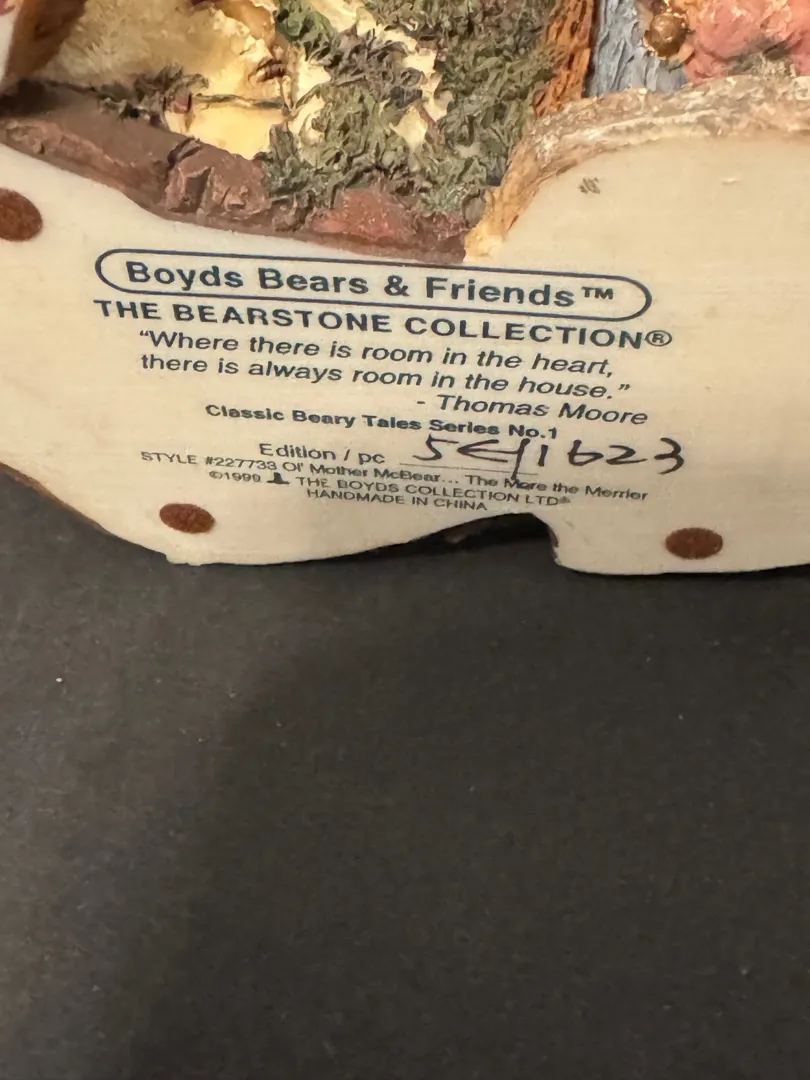 Boyds Bears & Friends™
THE BEARSTONE COLLECTION®
"Where there is room in the heart,
there is always room in the house."
- Thomas Moore
Classic Beary Tales Series No.1
Edition / pc 5E/1623
STYLE #227733 Ol' Mother McBear... The More the Merrier
©1999 THE BOYDS COLLECTION LTD®
HANDMADE IN CHINA